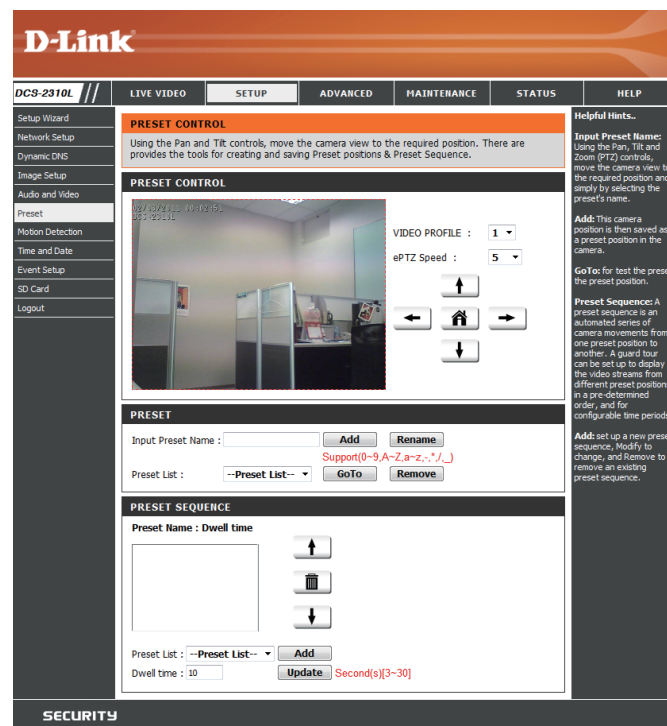 D-Link
DCS-2310L
LIVE VIDEO
SETUP
ADVANCED
MAINTENANCE
STATUS
HELP
Setup Wizard
Network Setup
Dynamic DNS
Image Setup
Audio and Video
Preset
Motion Detection
Time and Date
Event Setup
SD Card
Logout
PRESET CONTROL
Using the Pan and Tilt controls, move the camera view to the required position. There are
provides the tools for creating and saving Preset positions & Preset Sequence.
PRESET CONTROL
DCS-2310L
VIDEO PROFILE :
1
ePTZ Speed :
5
PRESET
Input Preset Name :
Add
Rename
Support(0~9,A~Z,a~z,-,*,/,_)
Preset List :
--Preset List--
GoTo
Remove
PRESET SEQUENCE
Preset Name : Dwell time
Preset List :
--Preset List--
Add
Dwell time :
10
Update
Second(s)[3~30]
Helpful Hints..
Input Preset Name:
Using the Pan, Tilt and
Zoom (PTZ) controls,
move the camera view t
the required position and
simply by selecting the
preset's name.
Add: This camera
position is then saved as
a preset position in the
camera.
GoTo: for test the prese
the preset position.
Preset Sequence: A
preset sequence is an
automated series of
camera movements from
one preset position to
another. A guard tour
can be set up to display
the video streams from
different preset position
in a pre-determined
order, and for
configurable time periods
Add: set up a new prese
sequence, Modify to
change, and Remove to
remove an existing
preset sequence.
SECURITY